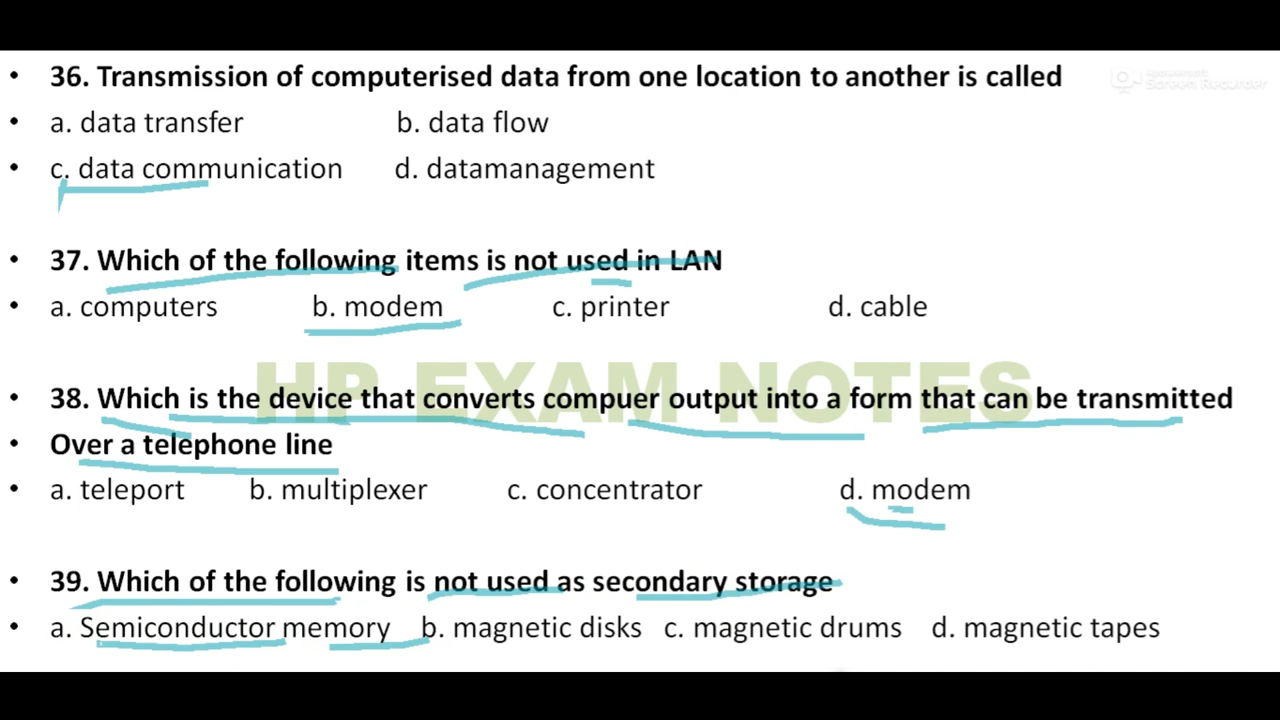 • 36. Transmission of computerised data from one location to another is called
Apowersoft
Screen Recorder
• a. data transfer b. data flow
• c. data communication d. datamanagement
• 37. Which of the following items is not used in LAN
• a. computers b. modem c. printer d. cable
HP EXAM NOTES
• 38. Which is the device that converts compuer output into a form that can be transmitted
• Over a telephone line
• a. teleport b. multiplexer c. concentrator d. modem
• 39. Which of the following is not used as secondary storage
• a. Semiconductor memory b. magnetic disks c. magnetic drums d. magnetic tapes